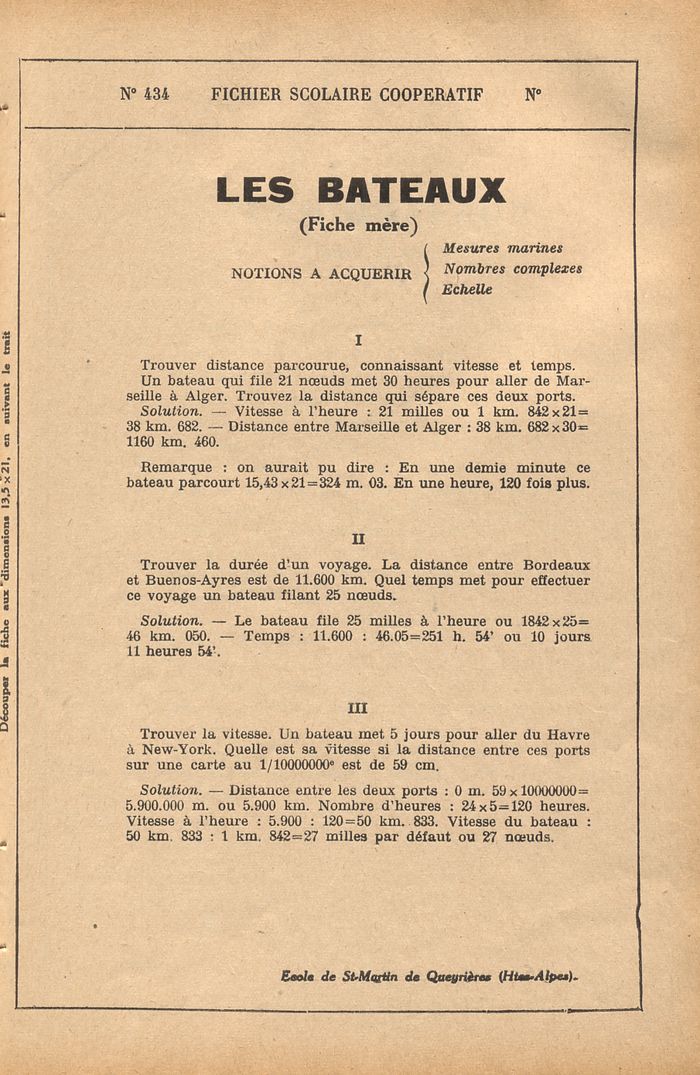 N° 434 FICHIER SCOLAIRE COOPERATIF N°
LES BATEAUX
(Fiche mère)
NOTIONS A ACQUERIR
Mesures marines
Nombres complexes
Echelle
I
Trouver distance parcourue, connaissant vitesse et temps.
Un bateau qui file 21 nœuds met 30 heures pour aller de Mar-
seille à Alger. Trouvez la distance qui sépare ces deux ports.
Solution. — Vitesse à l'heure : 21 milles ou 1 km. 842×21=
38 km. 682. — Distance entre Marseille et Alger : 38 km. 682×30=
1160 km. 460.
Remarque : on aurait pu dire : En une demie minute ce
bateau parcourt 15,43×21=324 m. 03. En une heure, 120 fois plus.
II
Trouver la durée d'un voyage. La distance entre Bordeaux
et Buenos-Ayres est de 11.600 km. Quel temps met pour effectuer
ce voyage un bateau filant 25 nœuds.
Solution. — Le bateau file 25 milles à l'heure ou 1842×25=
46 km. 050. — Temps : 11.600 : 46.05=251 h. 54' ou 10 jours
11 heures 54'.
III
Trouver la vitesse. Un bateau met 5 jours pour aller du Havre
à New-York. Quelle est sa vitesse si la distance entre ces ports
sur une carte au 1/10000000e est de 59 cm.
Solution. — Distance entre les deux ports : 0 m. 59×10000000=
5.900.000 m. ou 5.900 km. Nombre d'heures : 24×5=120 heures.
Vitesse à l'heure : 5.900 : 120=50 km. 833. Vitesse du bateau :
50 km. 833 : 1 km. 842=27 milles par défaut ou 27 nœuds.
Ecole de St-Martin de Queyrières (Htes-Alpes).
Découper la fiche aux dimensions 13,5×21, en suivant le trait